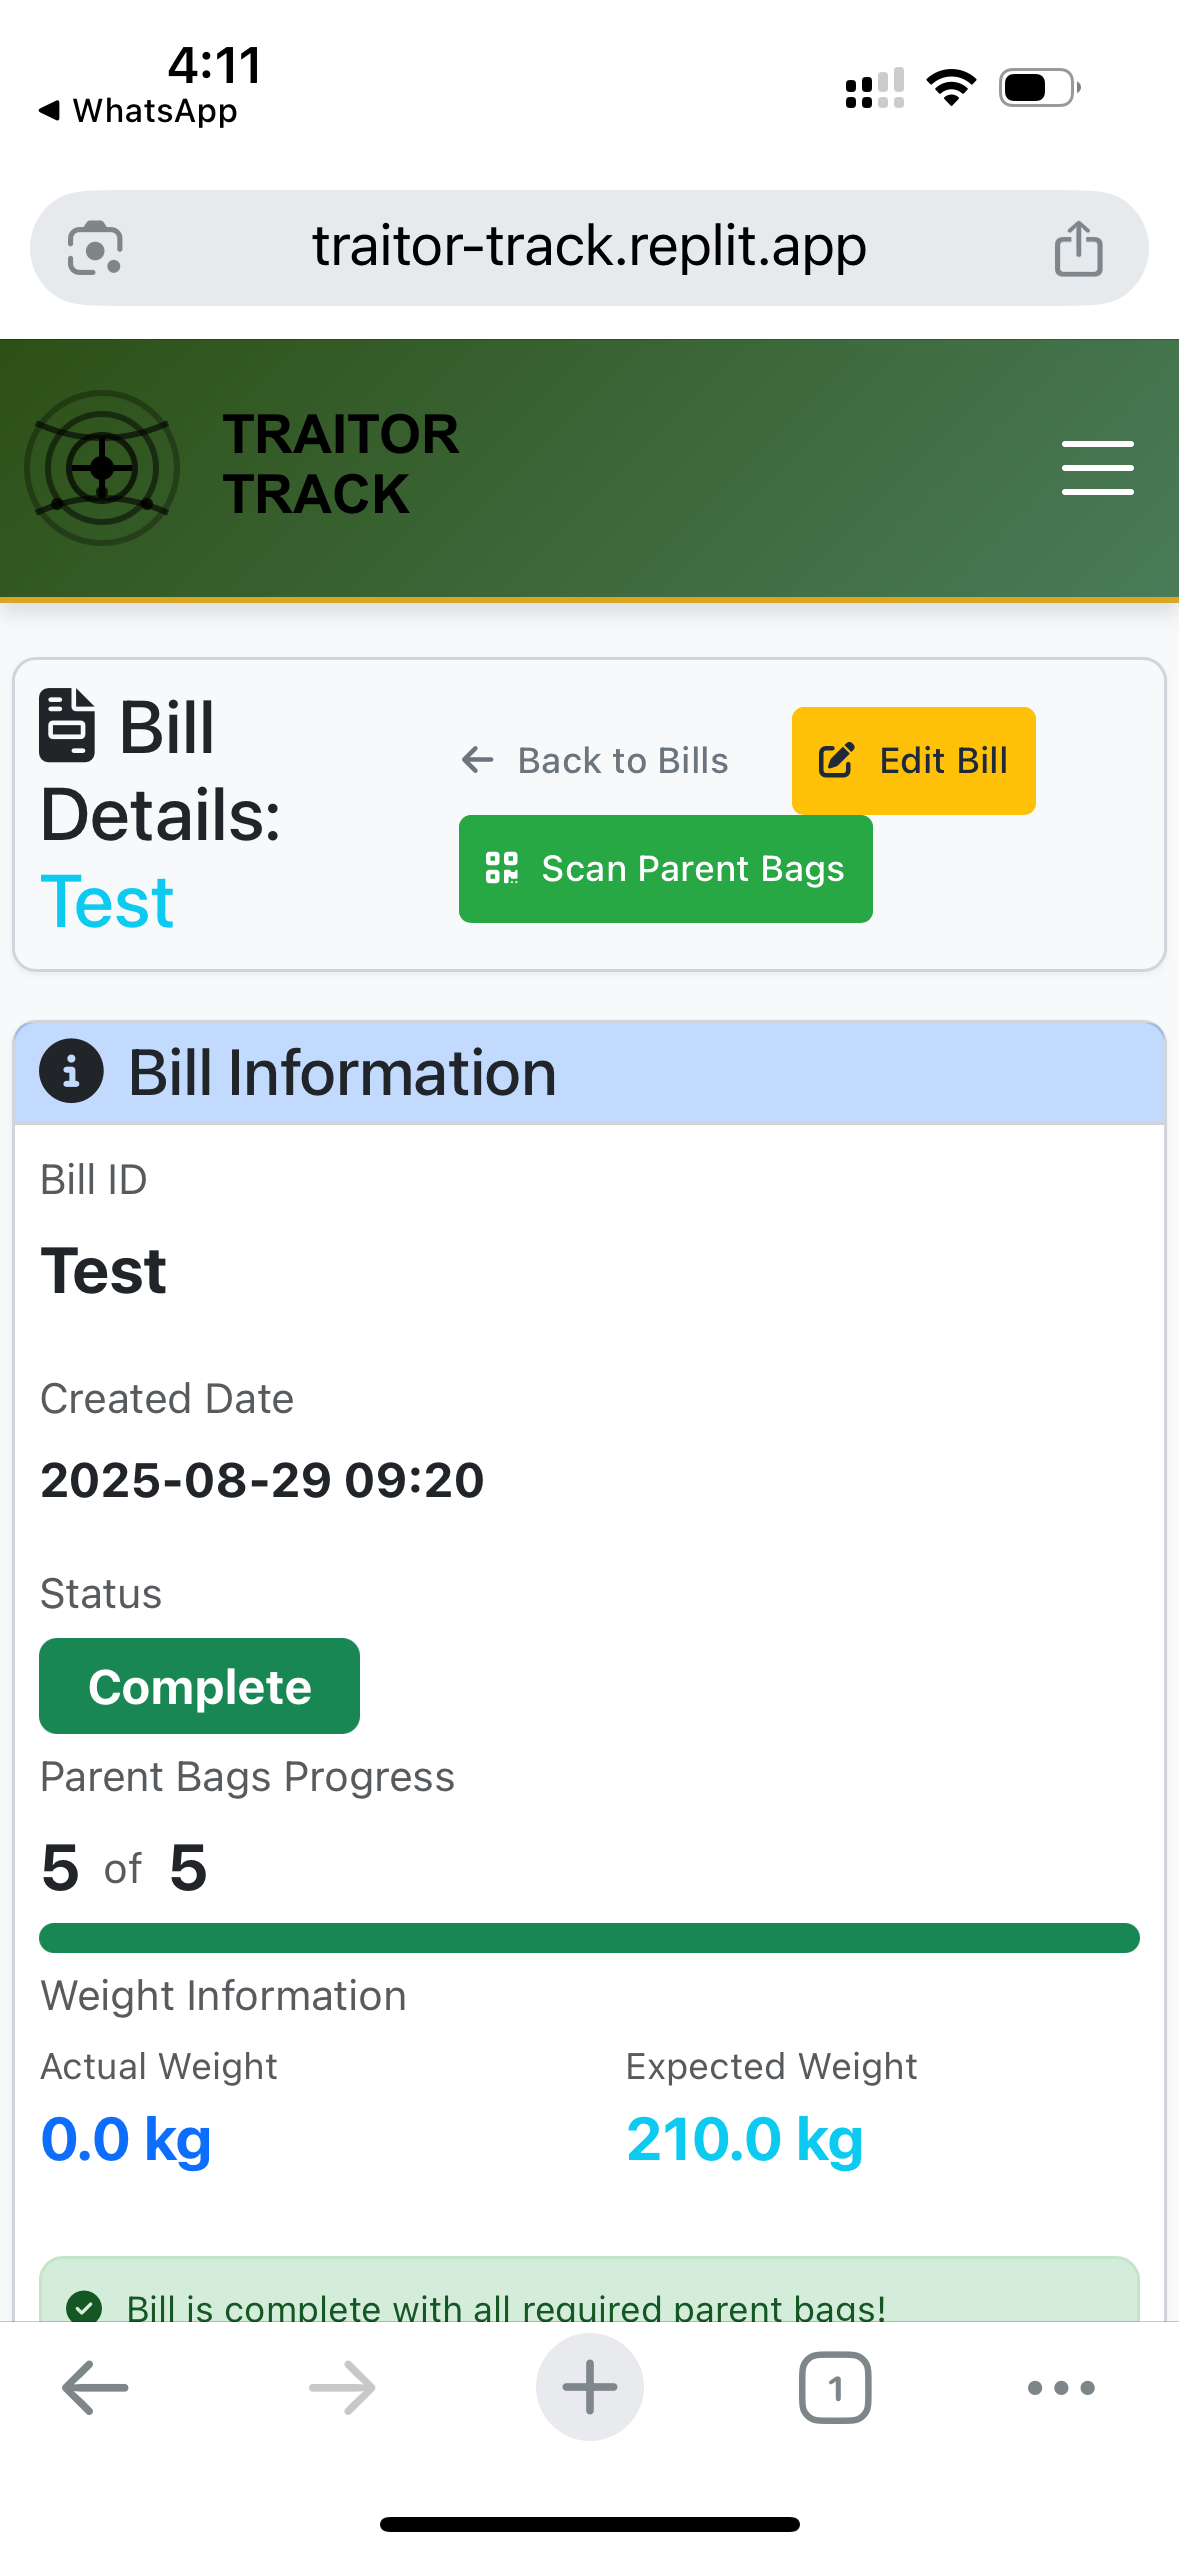 4:11
WhatsApp
traitor-track.replit.app
TRAITOR
TRACK
Bill
Details:
Test
Back to Bills
Edit Bill
Scan Parent Bags
Bill Information
Bill ID
Test
Created Date
2025-08-29 09:20
Status
Complete
Parent Bags Progress
5 of 5
Weight Information
Actual Weight
0.0 kg
Expected Weight
210.0 kg
Bill is complete with all required parent bags!
1